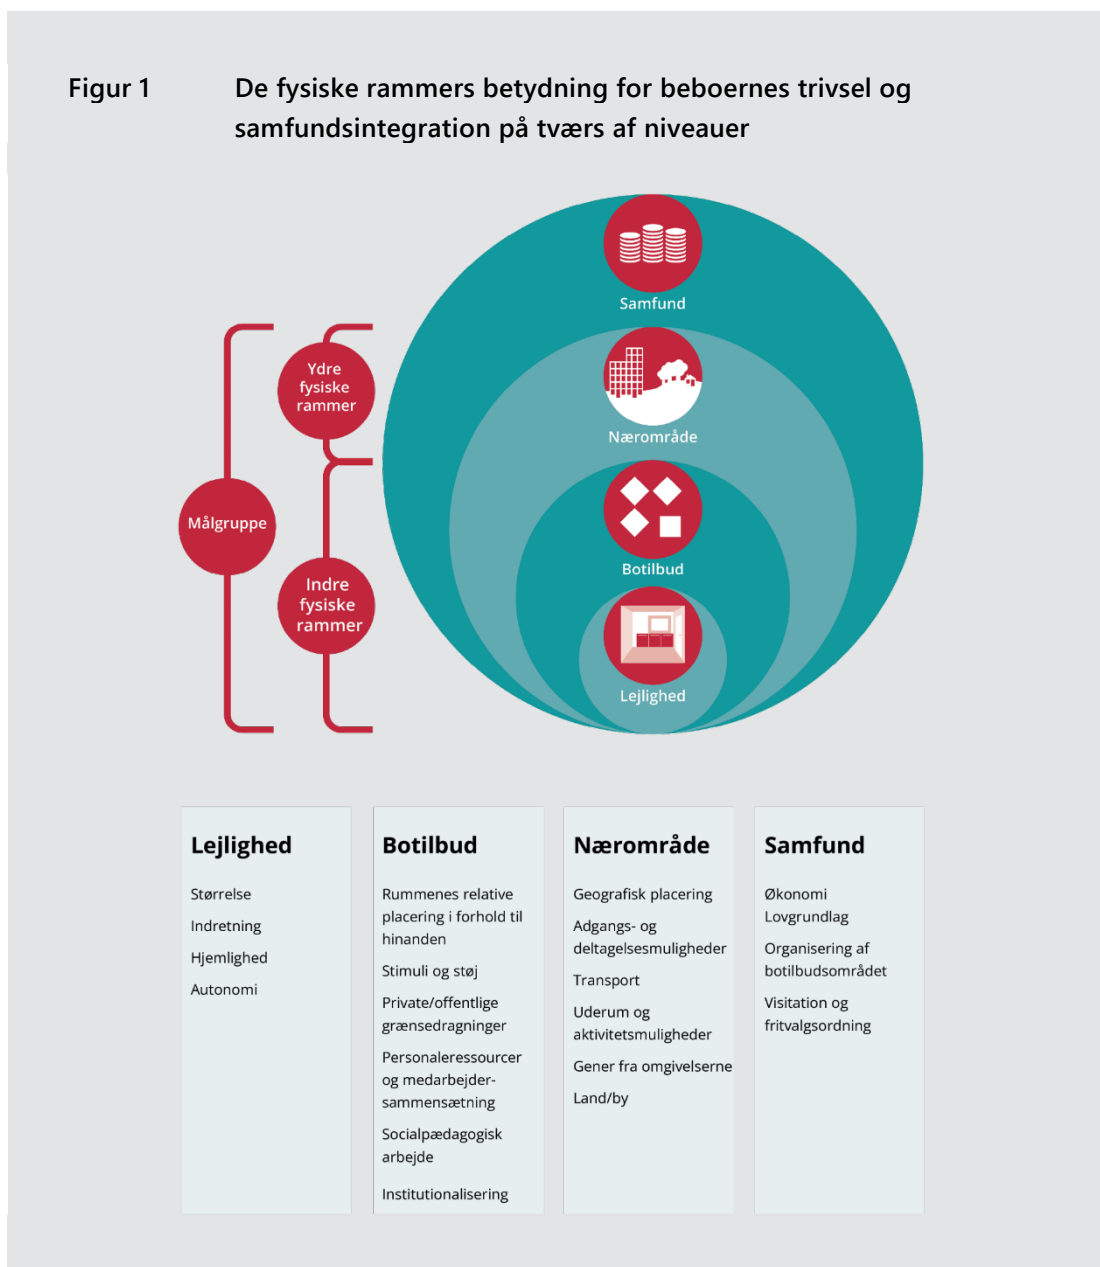 Figur 1
De fysiske rammers betydning for beboernes trivsel og
samfundsintegration på tværs af niveauer
Samfund
Ydre
fysiske
rammer
Nærområde
Målgruppe
Botilbud
Indre
fysiske
rammer
Lejlighed
Lejlighed
Størrelse
Indretning
Hjemlighed
Autonomi
Botilbud
Rummenes relative
placering i forhold til
hinanden
Stimuli og støj
Private/offentlige
grænsedragninger
Personaleressourcer
og medarbejder-
sammensætning
Socialpædagogisk
arbejde
Institutionalisering
Nærområde
Geografisk placering
Adgangs- og
deltagelsesmuligheder
Transport
Uderum og
aktivitetsmuligheder
Gener fra omgivelserne
Land/by
Samfund
Økonomi
Lovgrundlag
Organisering af
botilbudsområdet
Visitation og
fritvalgsordning